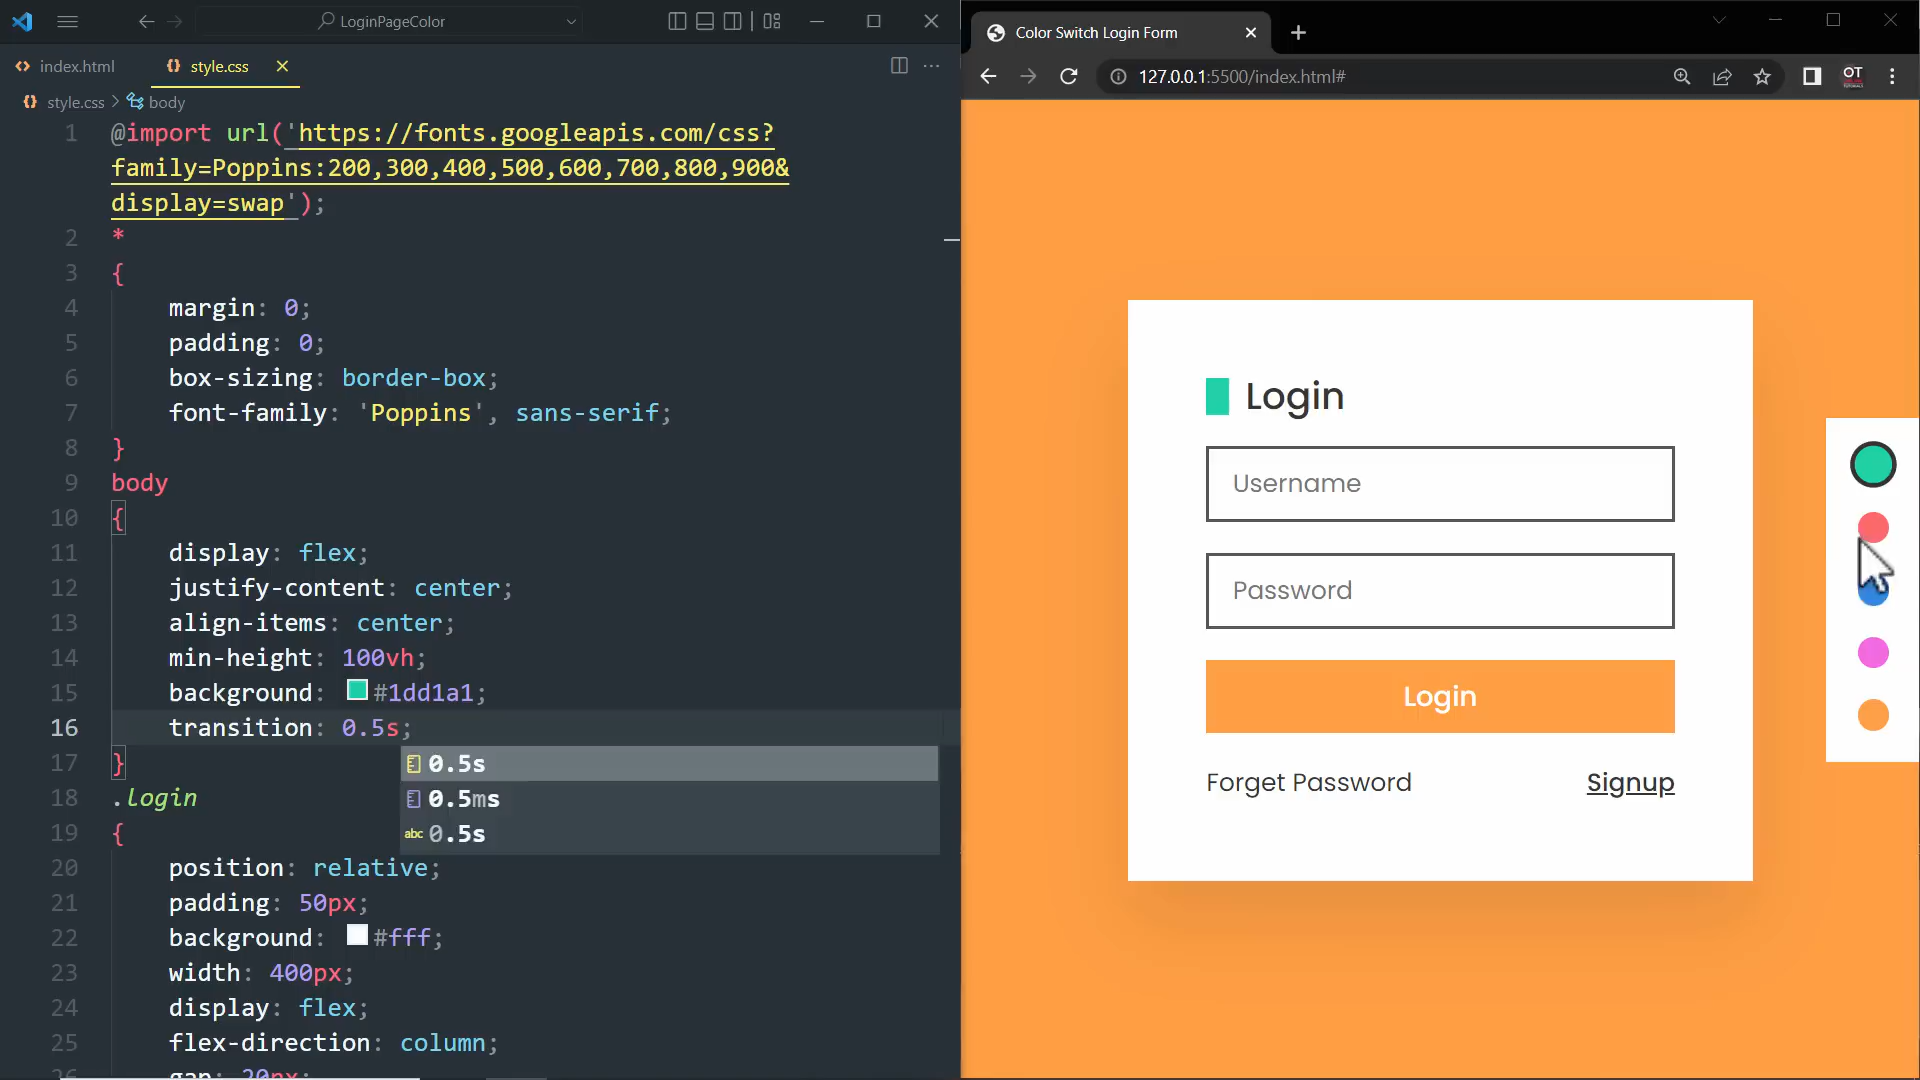 LoginPageColor
index.html
style.css
style.css > body
1 @import url('https://fonts.googleapis.com/css?
family=Poppins:200,300,400,500,600,700,800,900&
display=swap');
2 *
3 {
4 margin: 0;
5 padding: 0;
6 box-sizing: border-box;
7 font-family: 'Poppins', sans-serif;
8 }
9 body
10 {
11 display: flex;
12 justify-content: center;
13 align-items: center;
14 min-height: 100vh;
15 background: #1dd1a1;
16 transition: 0.5s;
0.5s
0.5ms
abc 0.5s
17 }
18 .login
19 {
20 position: relative;
21 padding: 50px;
22 background: #fff;
23 width: 400px;
24 display: flex;
25 flex-direction: column;
26 gap: 20px;
Color Switch Login Form
127.0.0.1:5500/index.html#
OT
Login
Username
Password
Login
Forget Password
Signup